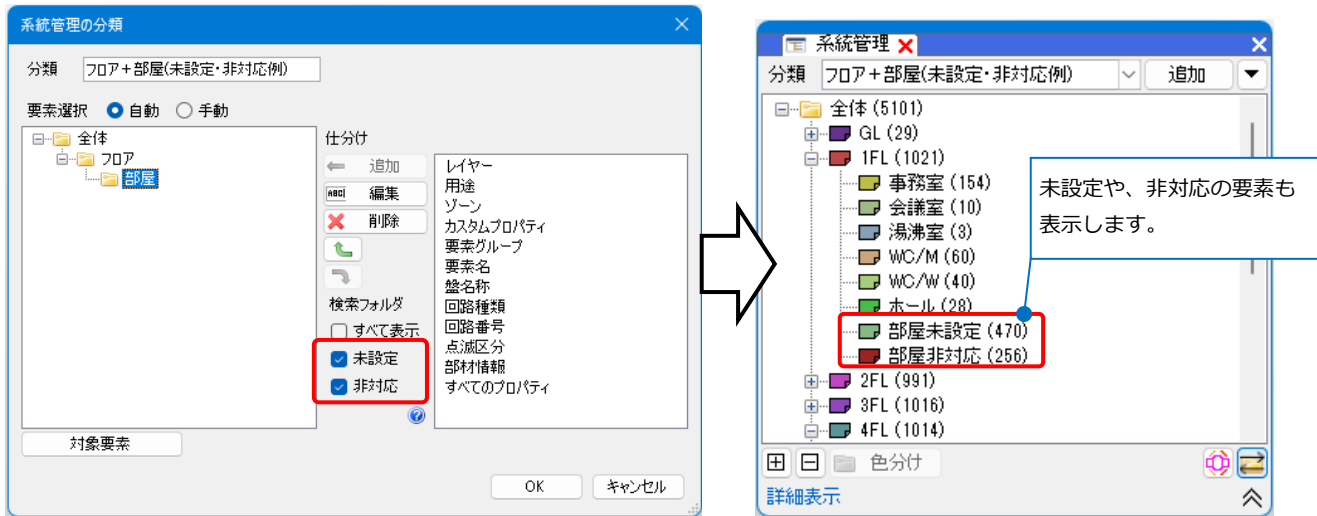 系統管理の分類
分類 フロア+部屋(未設定・非対応例)
要素選択 自動 手動
全体
フロア
部屋
仕分け
追加
編集
削除
検索フォルダ
すべて表示
未設定
非対応
レイヤー
用途
ゾーン
カスタムプロパティ
要素グループ
要素名
盤名称
回路種類
回路番号
点滅区分
部材情報
すべてのプロパティ
対象要素
OK キャンセル
系統管理
分類 フロア+部屋(未設定・非対応例) 追加
全体 (5101)
GL (29)
1FL (1021)
事務室 (154)
会議室 (10)
湯沸室 (3)
WC/M (60)
WC/W (40)
ホール (28)
部屋未設定 (470)
部屋非対応 (256)
2FL (991)
3FL (1016)
4FL (1014)
色分け
詳細表示
未設定や、非対応の要素も
表示します。